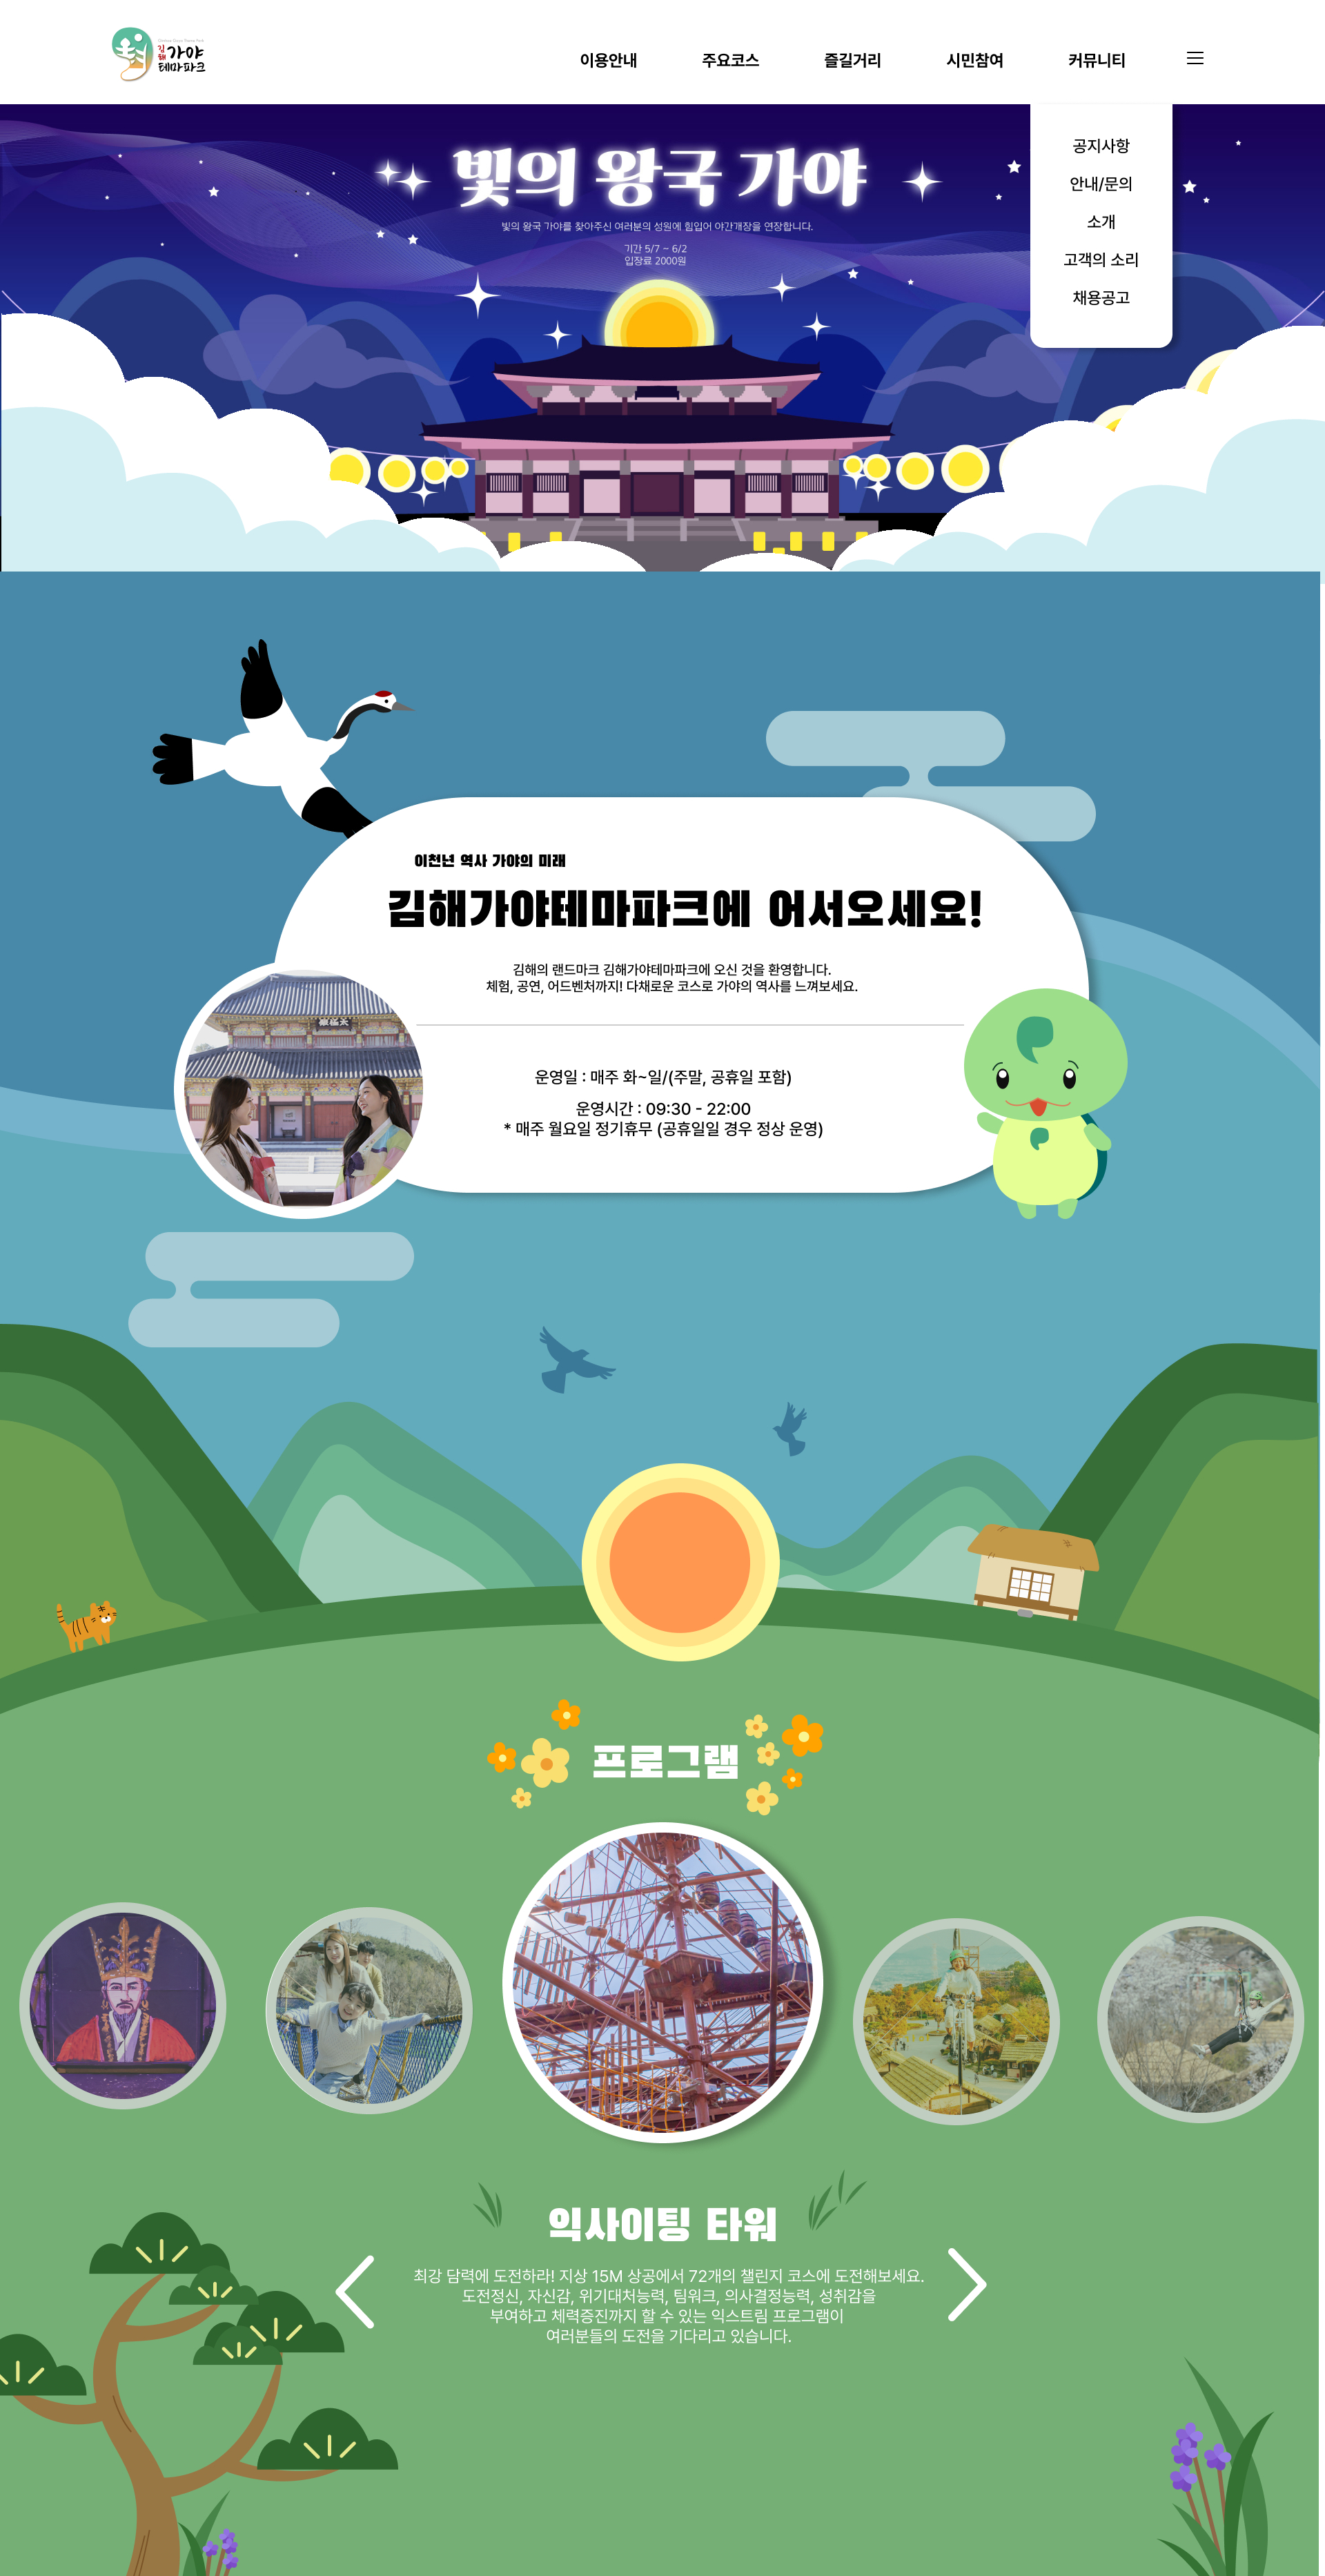 김해
가야
테마파크
이용안내
주요코스
즐길거리
시민참여
커뮤니티
공지사항
안내/문의
소개
고객의 소리
채용공고
빛의 왕국 가야
빛의 왕국 가야를 찾아주신 여러분의 성원에 힘입어 야간개장을 연장합니다.
기간 5/7 ~ 6/2
입장료 2000원
이천년 역사 가야의 미래
김해가야테마파크에 어서오세요!
김해의 랜드마크 김해가야테마파크에 오신 것을 환영합니다.
체험, 공연, 어드벤처까지! 다채로운 코스로 가야의 역사를 느껴보세요.
운영일 : 매주 화~일/(주말, 공휴일 포함)
운영시간 : 09:30 - 22:00
* 매주 월요일 정기휴무 (공휴일일 경우 정상 운영)
프로그램
익사이팅 타워
최강 담력에 도전하라! 지상 15M 상공에서 72개의 챌린지 코스에 도전해보세요.
도전정신, 자신감, 위기대처능력, 팀워크, 의사결정능력, 성취감을
부여하고 체력증진까지 할 수 있는 익스트림 프로그램이
여러분들의 도전을 기다리고 있습니다.